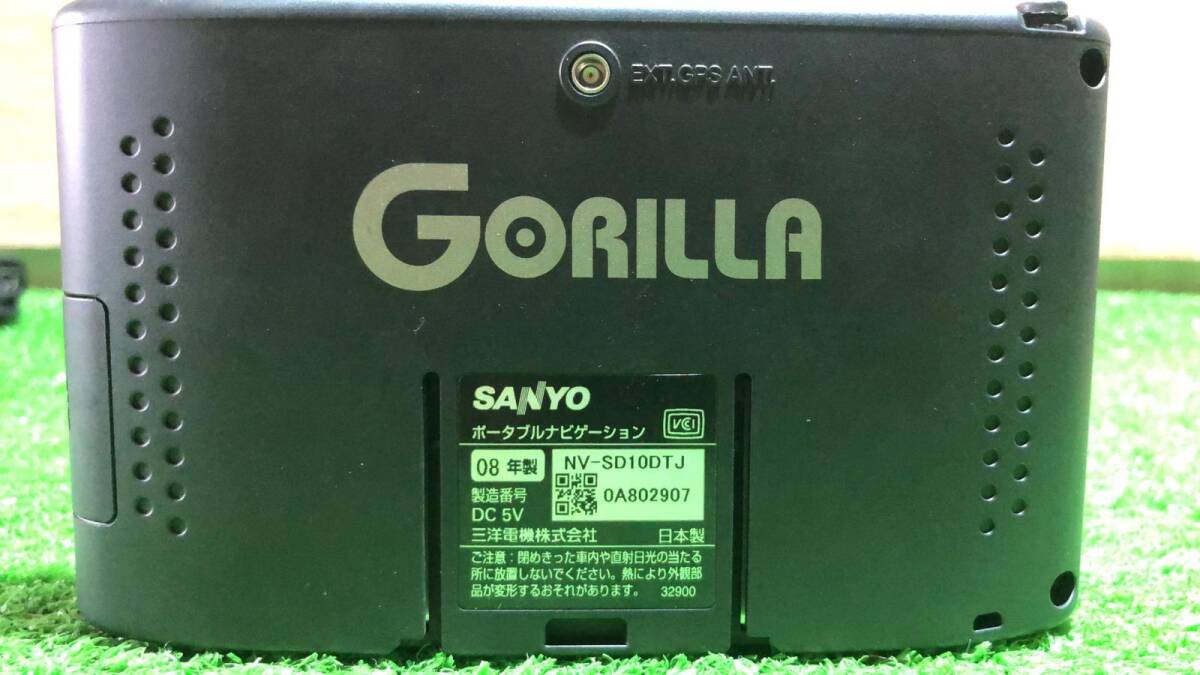 EXT. GPS ANT.
GORILLA
SANYO
ポータブルナビゲーション
VCCI
08 年製
NV-SD10DTJ
製造番号
0A802907
DC 5V
三洋電機株式会社
日本製
ご注意：閉めきった車内や直射日光の当たる
所に放置しないでください。熱により外観部
品が変形するおそれがあります。
32900